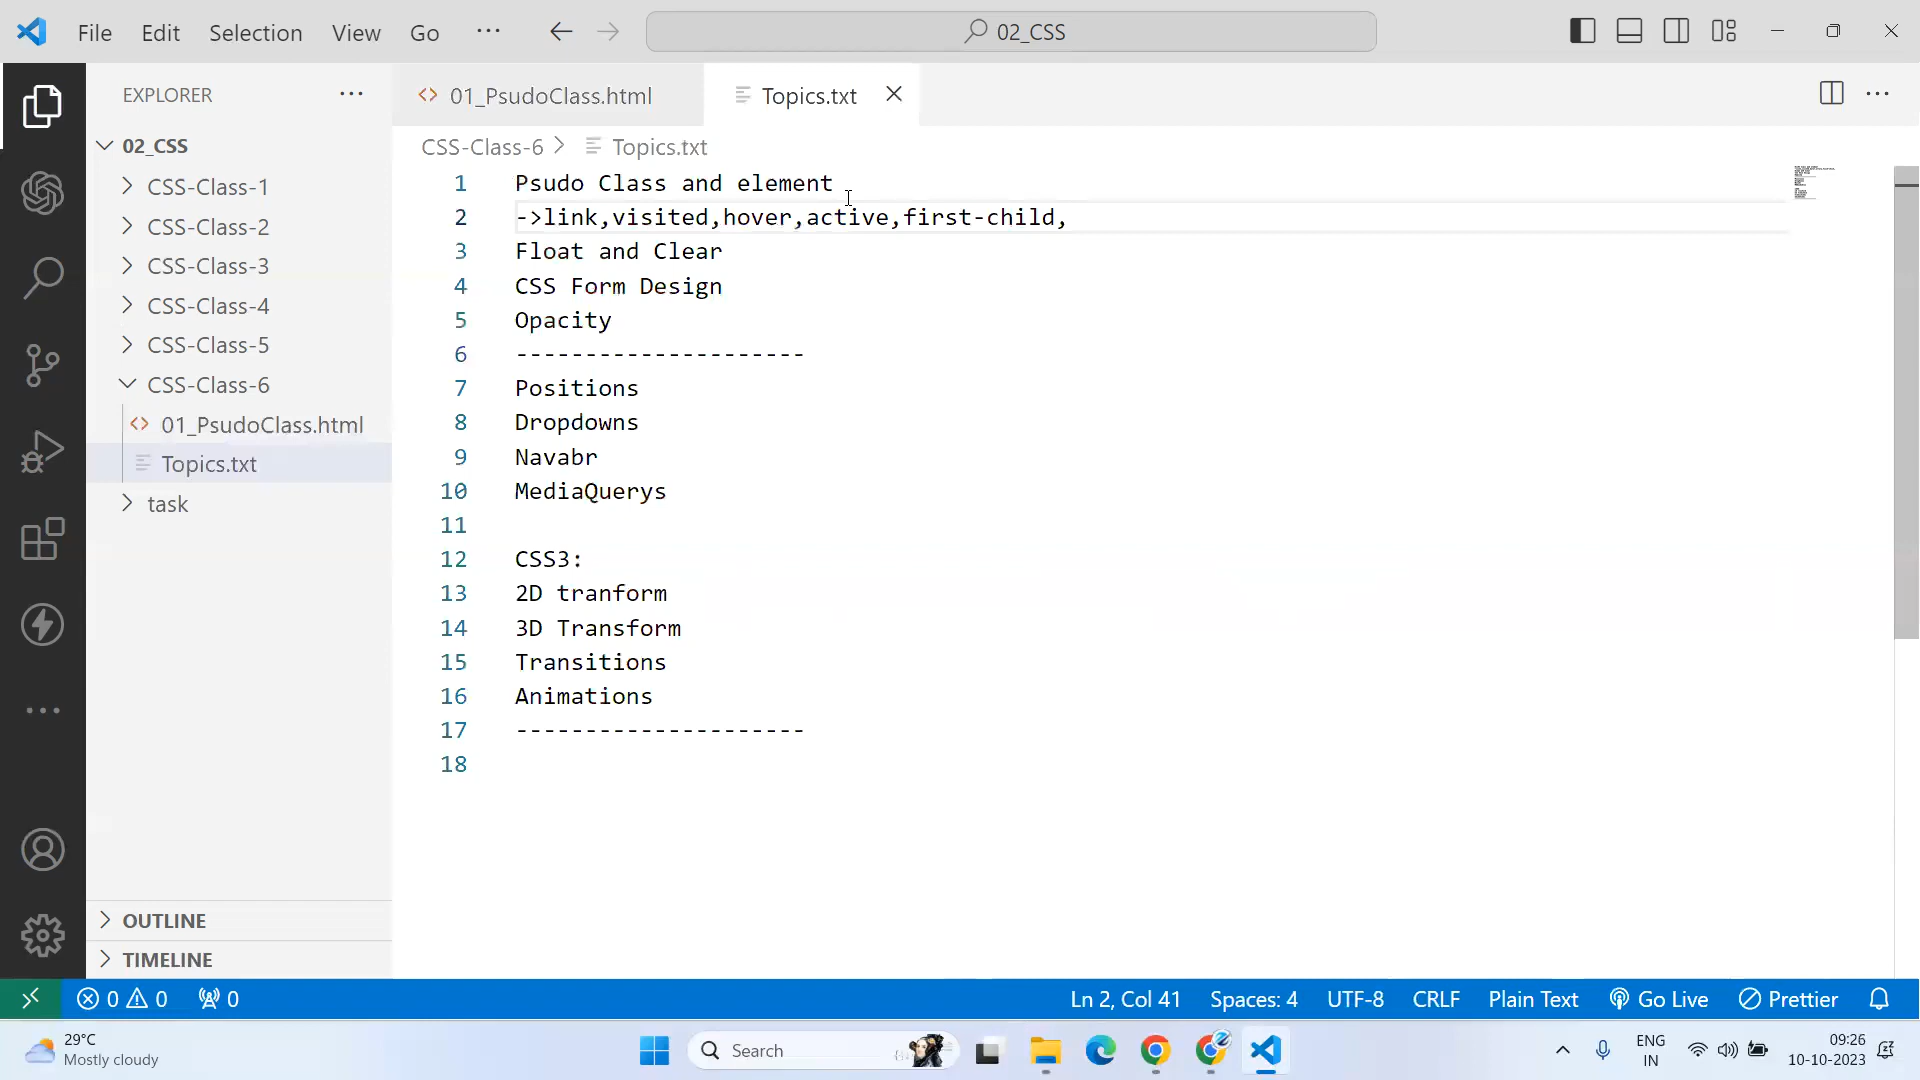 File Edit Selection View Go ··· 02_CSS
EXPLORER ···
01_PsudoClass.html Topics.txt
02_CSS
CSS-Class-1
CSS-Class-2
CSS-Class-3
CSS-Class-4
CSS-Class-5
CSS-Class-6
01_PsudoClass.html
Topics.txt
task
OUTLINE
TIMELINE
CSS-Class-6 > Topics.txt
1 Psudo Class and element
2 ->link,visited,hover,active,first-child,
3 Float and Clear
4 CSS Form Design
5 Opacity
6 ---------------------
7 Positions
8 Dropdowns
9 Navabr
10 MediaQuerys
11
12 CSS3:
13 2D tranform
14 3D Transform
15 Transitions
16 Animations
17 ---------------------
18
0 0 0 Ln 2, Col 41 Spaces: 4 UTF-8 CRLF Plain Text Go Live Prettier
29°C
Mostly cloudy
Search
ENG
IN
09:26
10-10-2023